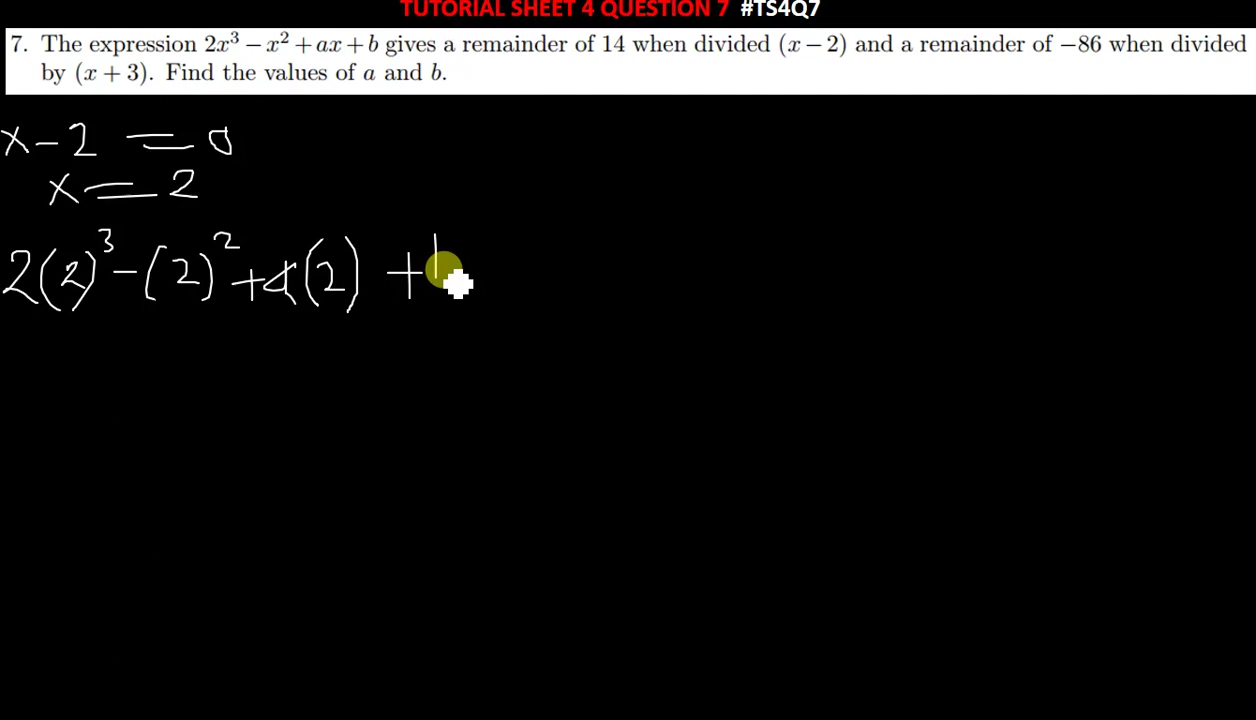 TUTORIAL SHEET 4 QUESTION 7 #TS4Q7
7. The expression 2x³ − x² + ax + b gives a remainder of 14 when divided (x − 2) and a remainder of −86 when divided
by (x + 3). Find the values of a and b.
x − 2 = 0
x = 2
2(2)³ − (2)² + a(2) +